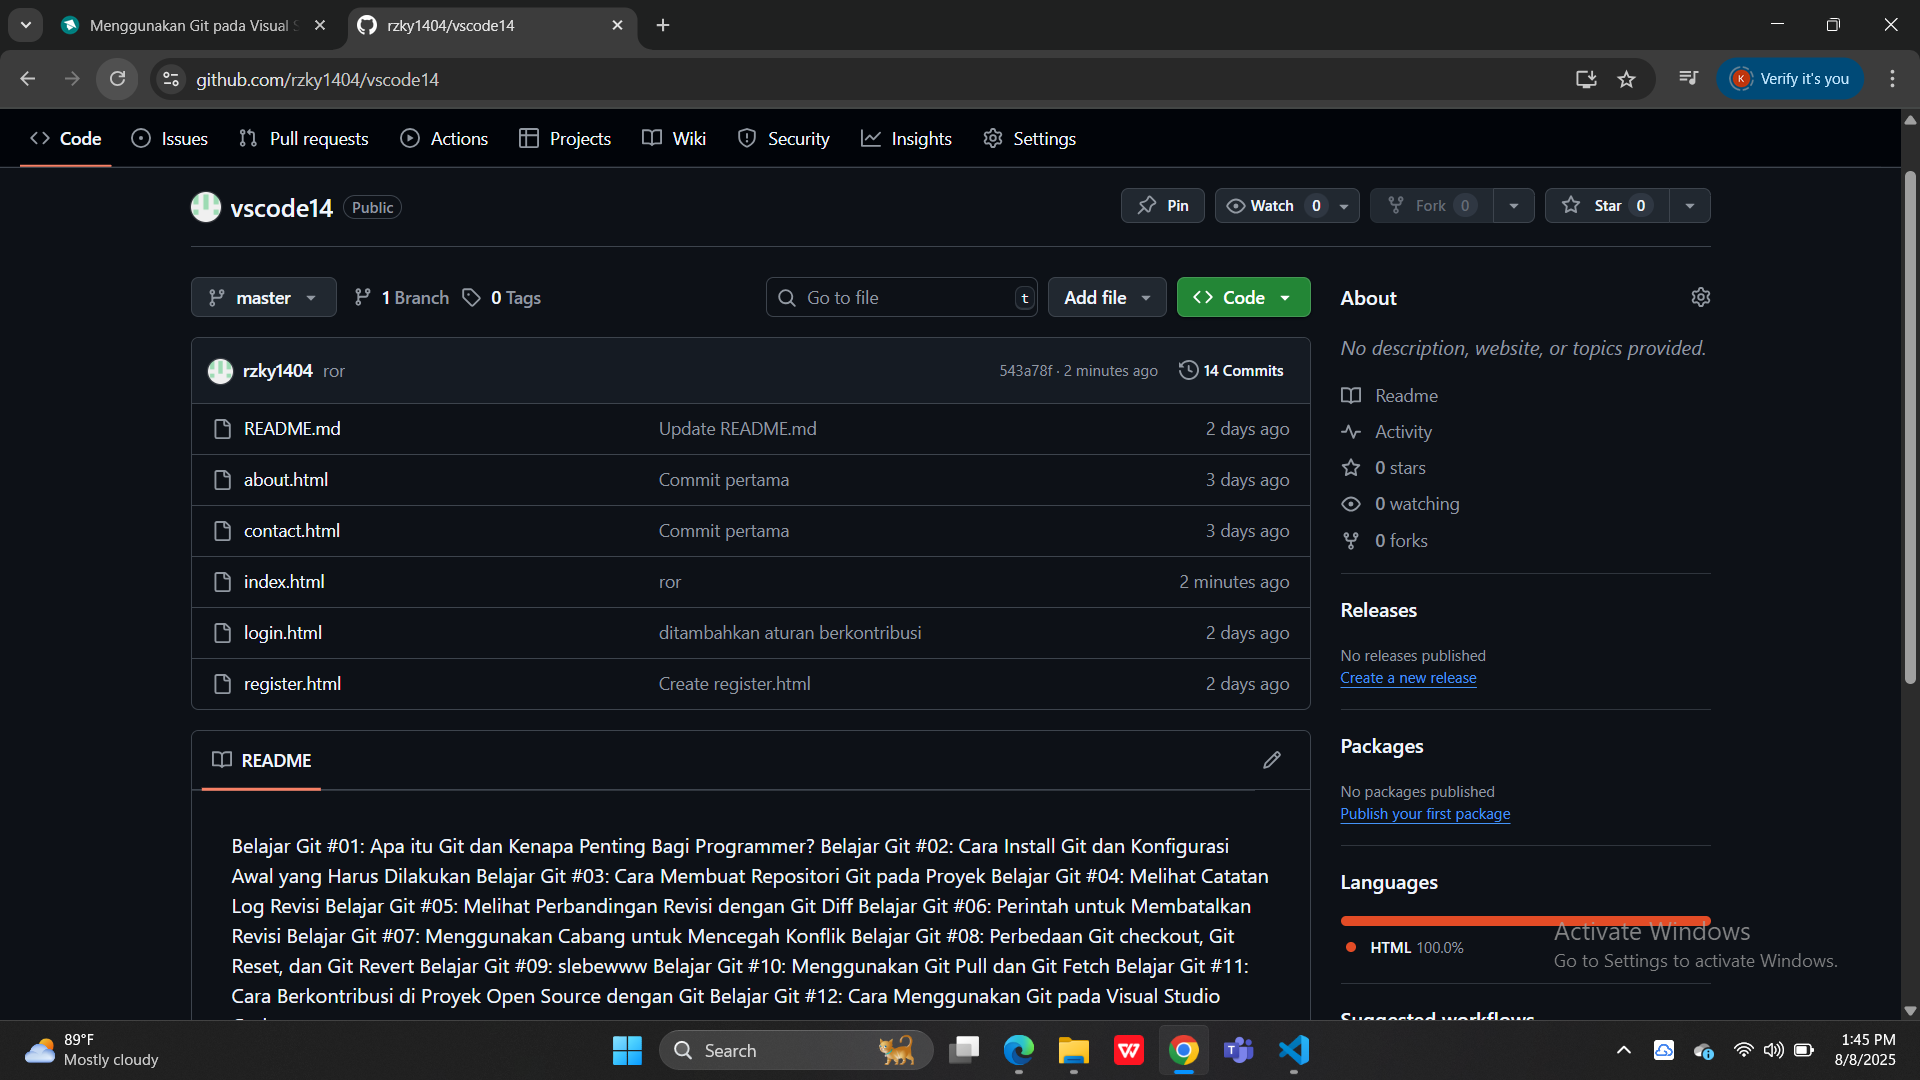 Menggunakan Git pada Visual S
rzky1404/vscode14
github.com/rzky1404/vscode14
K
Verify it's you
Code
Issues
Pull requests
Actions
Projects
Wiki
Security
Insights
Settings
vscode14
Public
Pin
Watch 0
Fork 0
Star 0
master
1 Branch
0 Tags
Go to file
t
Add file
Code
rzky1404 ror
543a78f · 2 minutes ago
14 Commits
README.md Update README.md 2 days ago
about.html Commit pertama 3 days ago
contact.html Commit pertama 3 days ago
index.html ror 2 minutes ago
login.html ditambahkan aturan berkontribusi 2 days ago
register.html Create register.html 2 days ago
README
Belajar Git #01: Apa itu Git dan Kenapa Penting Bagi Programmer? Belajar Git #02: Cara Install Git dan Konfigurasi
Awal yang Harus Dilakukan Belajar Git #03: Cara Membuat Repositori Git pada Proyek Belajar Git #04: Melihat Catatan
Log Revisi Belajar Git #05: Melihat Perbandingan Revisi dengan Git Diff Belajar Git #06: Perintah untuk Membatalkan
Revisi Belajar Git #07: Menggunakan Cabang untuk Mencegah Konflik Belajar Git #08: Perbedaan Git checkout, Git
Reset, dan Git Revert Belajar Git #09: slebewww Belajar Git #10: Menggunakan Git Pull dan Git Fetch Belajar Git #11:
Cara Berkontribusi di Proyek Open Source dengan Git Belajar Git #12: Cara Menggunakan Git pada Visual Studio
About
No description, website, or topics provided.
Readme
Activity
0 stars
0 watching
0 forks
Releases
No releases published
Create a new release
Packages
No packages published
Publish your first package
Languages
HTML 100.0%
Suggested workflows
Activate Windows
Go to Settings to activate Windows.
89°F
Mostly cloudy
Search
W
T
1:45 PM
8/8/2025